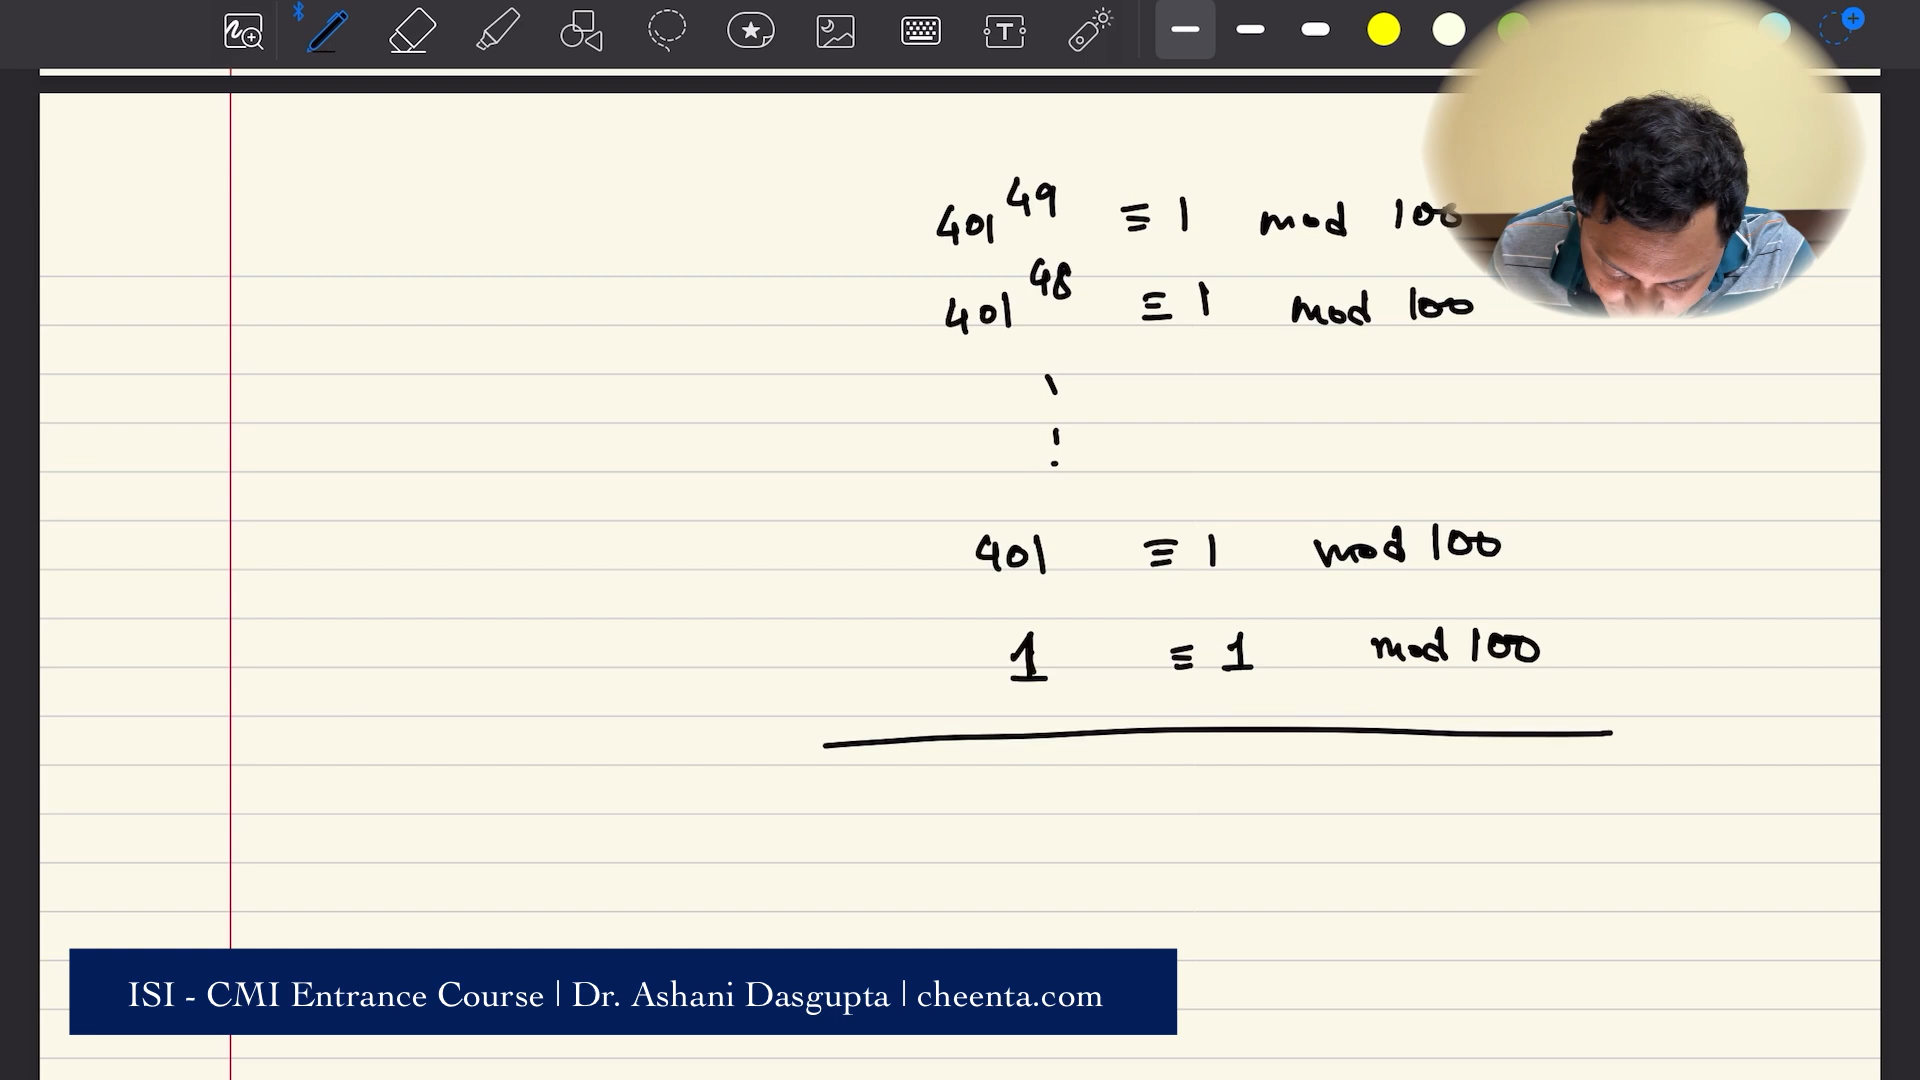 401^49 ≡ 1 mod 100
401^48 ≡ 1 mod 100
401 ≡ 1 mod 100
1 ≡ 1 mod 100
ISI - CMI Entrance Course | Dr. Ashani Dasgupta | cheenta.com